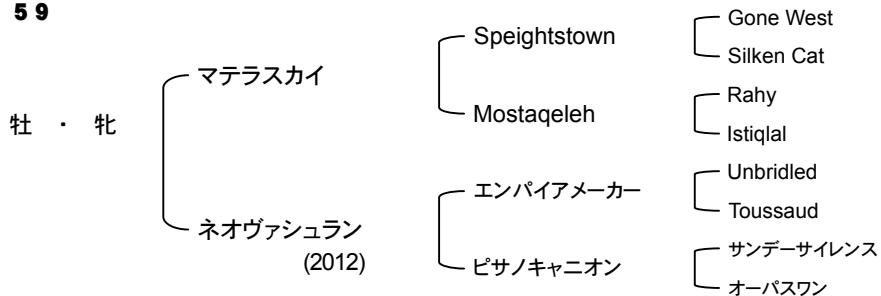 59
牡 ・ 牝
マテラスカイ
ネオヴァシュラン
(2012)
Speightstown
Mostaqeleh
エンパイアメーカー
ピサノキャニオン
Gone West
Silken Cat
Rahy
Istiqlal
Unbridled
Toussaud
サンデーサイレンス
オーパスワン